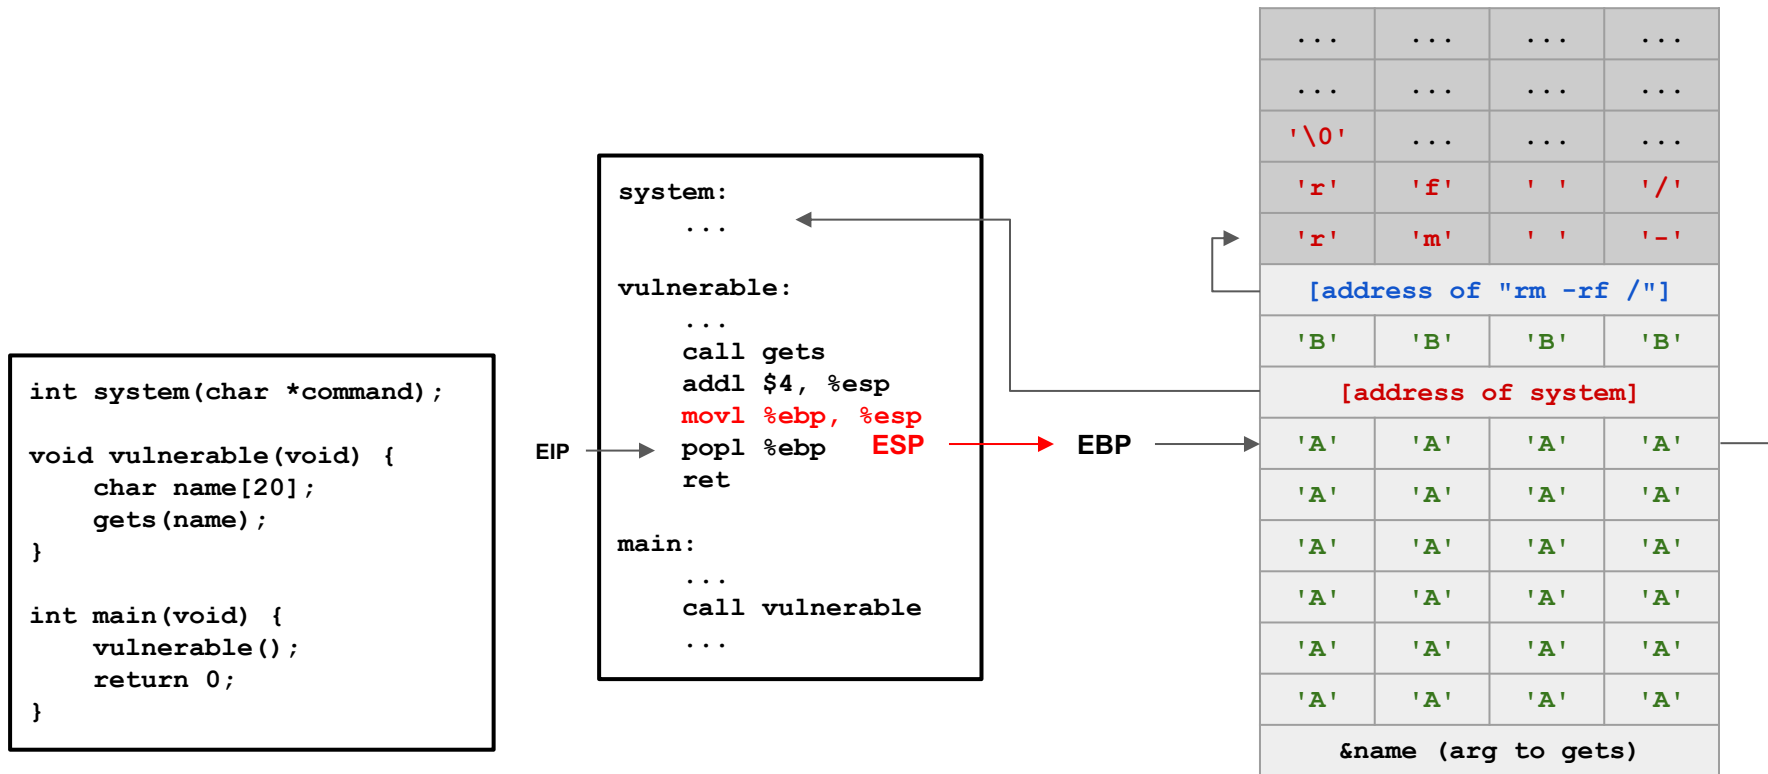 int system(char *command);
void vulnerable(void) {
    char name[20];
    gets(name);
}
int main(void) {
    vulnerable();
    return 0;
}
EIP
system:
    ...
vulnerable:
    ...
    call gets
    addl $4, %esp
    movl %ebp, %esp
    popl %ebp
    ret
main:
    ...
    call vulnerable
    ...
ESP
EBP
... ... ... ...
... ... ... ...
'\0' ... ... ...
'r' 'f' ' ' '/'
'r' 'm' ' ' '-'
[address of "rm -rf /"]
'B' 'B' 'B' 'B'
[address of system]
'A' 'A' 'A' 'A'
'A' 'A' 'A' 'A'
'A' 'A' 'A' 'A'
'A' 'A' 'A' 'A'
'A' 'A' 'A' 'A'
'A' 'A' 'A' 'A'
&name (arg to gets)